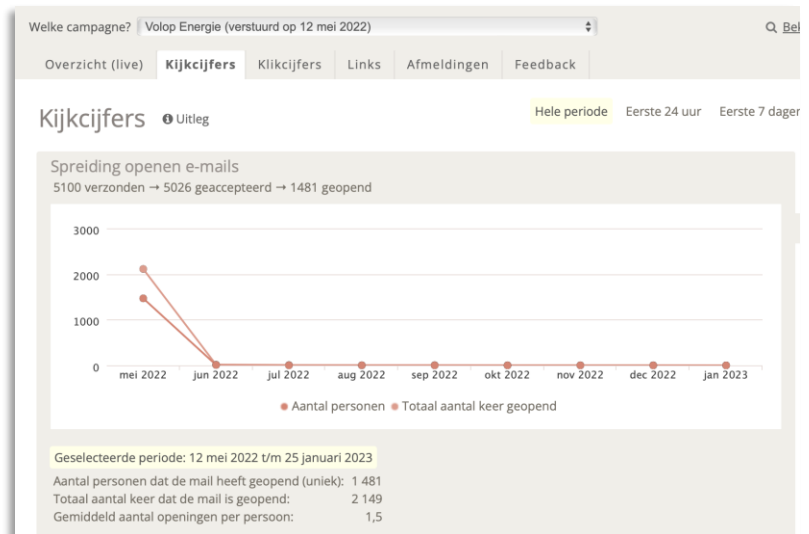 Welke campagne? Volop Energie (verstuurd op 12 mei 2022)
Overzicht (live) Kijkcijfers Klikcijfers Links Afmeldingen Feedback
Kijkcijfers Uitleg Hele periode Eerste 24 uur Eerste 7 dagen
Spreiding openen e-mails
5100 verzonden → 5026 geaccepteerd → 1481 geopend
3000
2000
1000
0
mei 2022 jun 2022 jul 2022 aug 2022 sep 2022 okt 2022 nov 2022 dec 2022 jan 2023
Aantal personen Totaal aantal keer geopend
Geselecteerde periode: 12 mei 2022 t/m 25 januari 2023
Aantal personen dat de mail heeft geopend (uniek): 1 481
Totaal aantal keer dat de mail is geopend: 2 149
Gemiddeld aantal openingen per persoon: 1,5